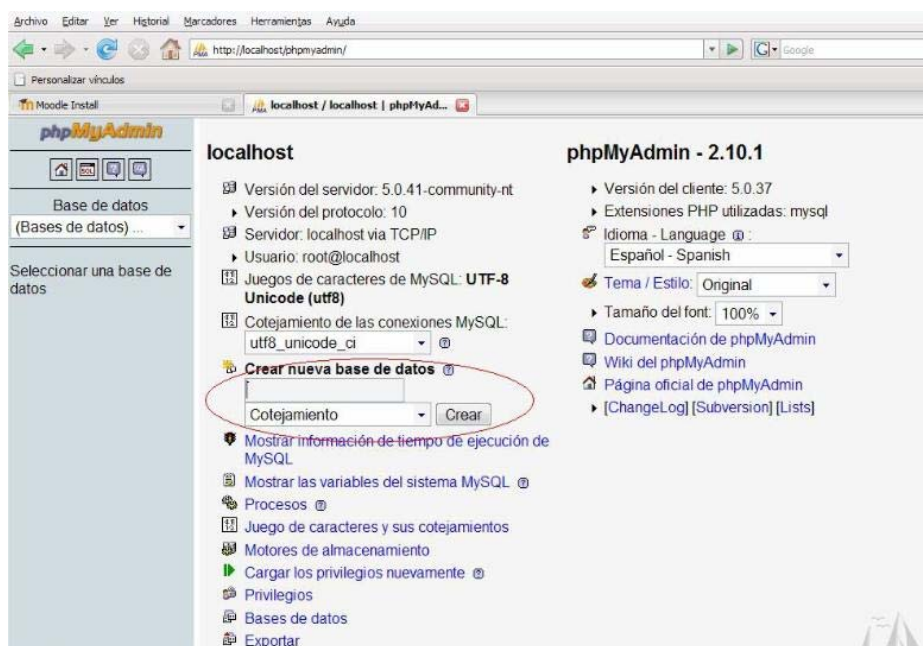 Archivo Editar Ver Historial Marcadores Herramientas Ayuda
http://localhost/phpmyadmin/
Google
Personalizar vínculos
Moodle Install
localhost / localhost | phpMyAd...
phpMyAdmin
Base de datos
(Bases de datos) ...
Seleccionar una base de
datos
localhost
Versión del servidor: 5.0.41-community-nt
Versión del protocolo: 10
Servidor: localhost via TCP/IP
Usuario: root@localhost
Juegos de caracteres de MySQL: UTF-8
Unicode (utf8)
Cotejamiento de las conexiones MySQL:
utf8_unicode_ci
Crear nueva base de datos
Cotejamiento
Crear
Mostrar información de tiempo de ejecución de
MySQL
Mostrar las variables del sistema MySQL
Procesos
Juego de caracteres y sus cotejamientos
Motores de almacenamiento
Cargar los privilegios nuevamente
Privilegios
Bases de datos
Exportar
phpMyAdmin - 2.10.1
Versión del cliente: 5.0.37
Extensiones PHP utilizadas: mysql
Idioma - Language :
Español - Spanish
Tema / Estilo: Original
Tamaño del font: 100%
Documentación de phpMyAdmin
Wiki del phpMyAdmin
Página oficial de phpMyAdmin
[ChangeLog] [Subversion] [Lists]